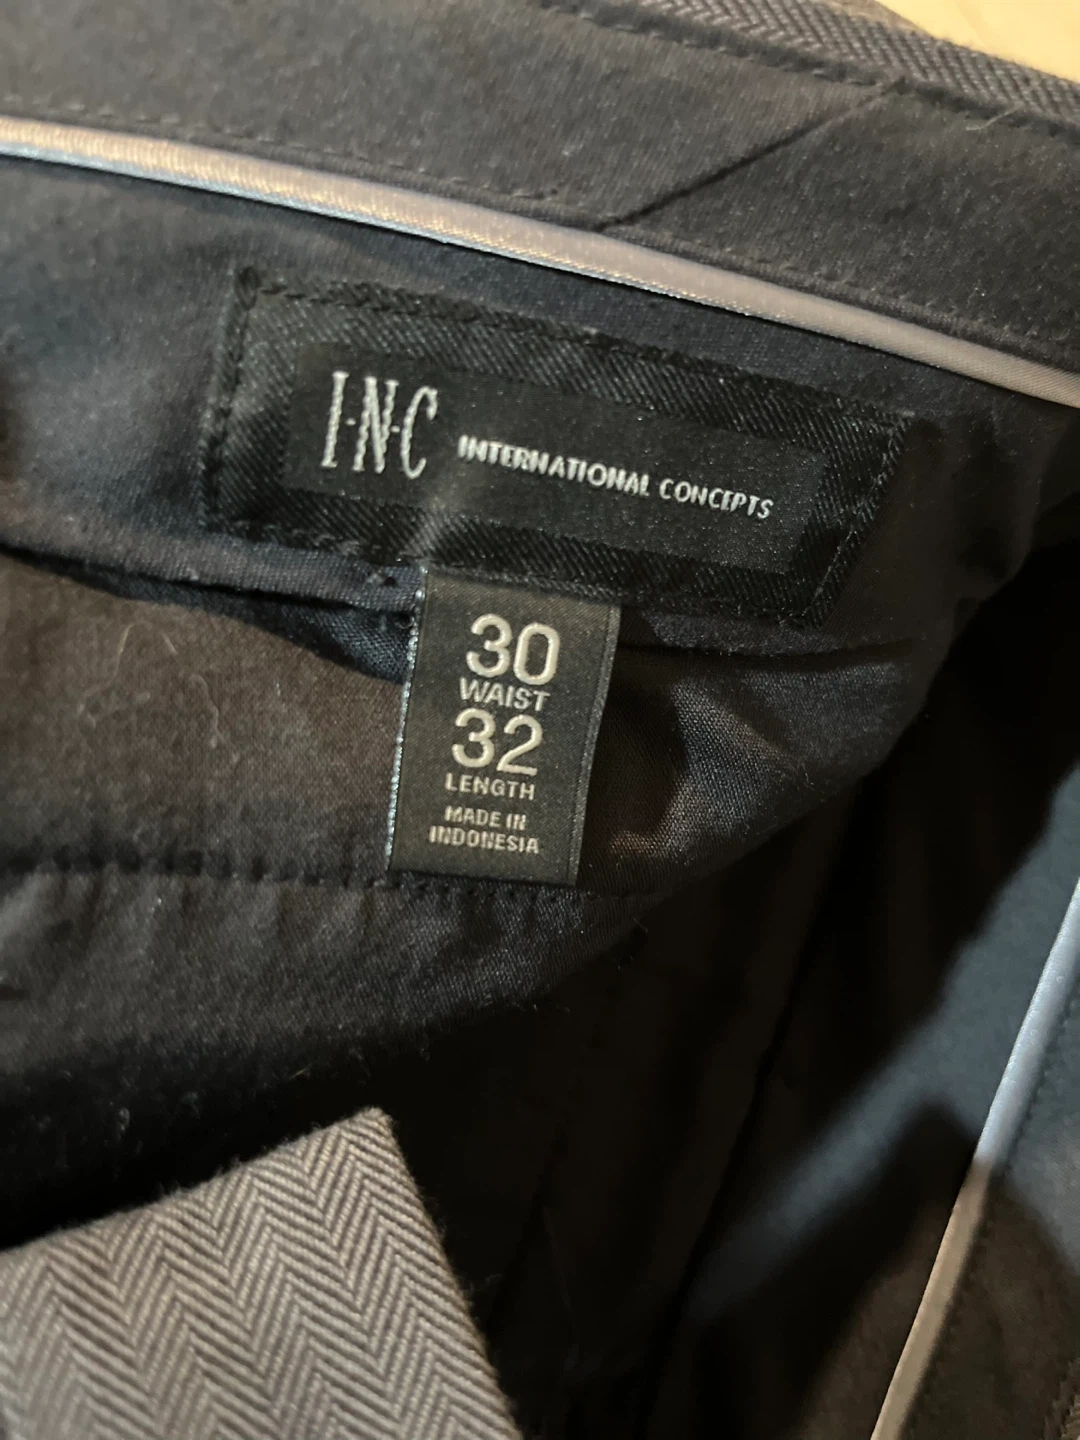 I·N·C INTERNATIONAL CONCEPTS
30
WAIST
32
LENGTH
MADE IN
INDONESIA